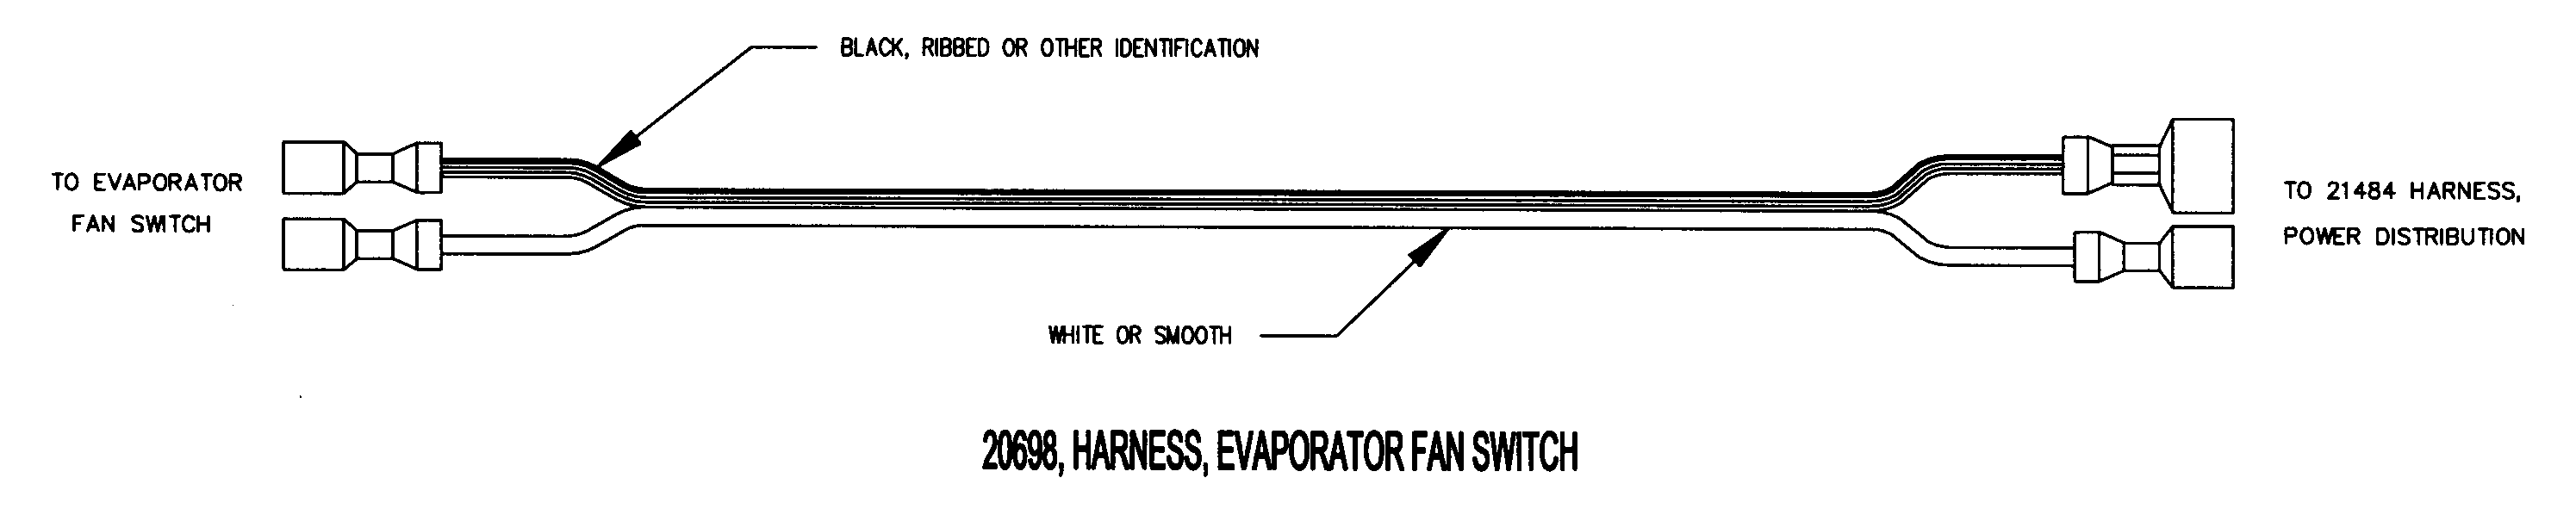 BLACK, RIBBED OR OTHER IDENTIFICATION
TO EVAPORATOR
FAN SWITCH
TO 21484 HARNESS,
POWER DISTRIBUTION
WHITE OR SMOOTH
20698, HARNESS, EVAPORATOR FAN SWITCH